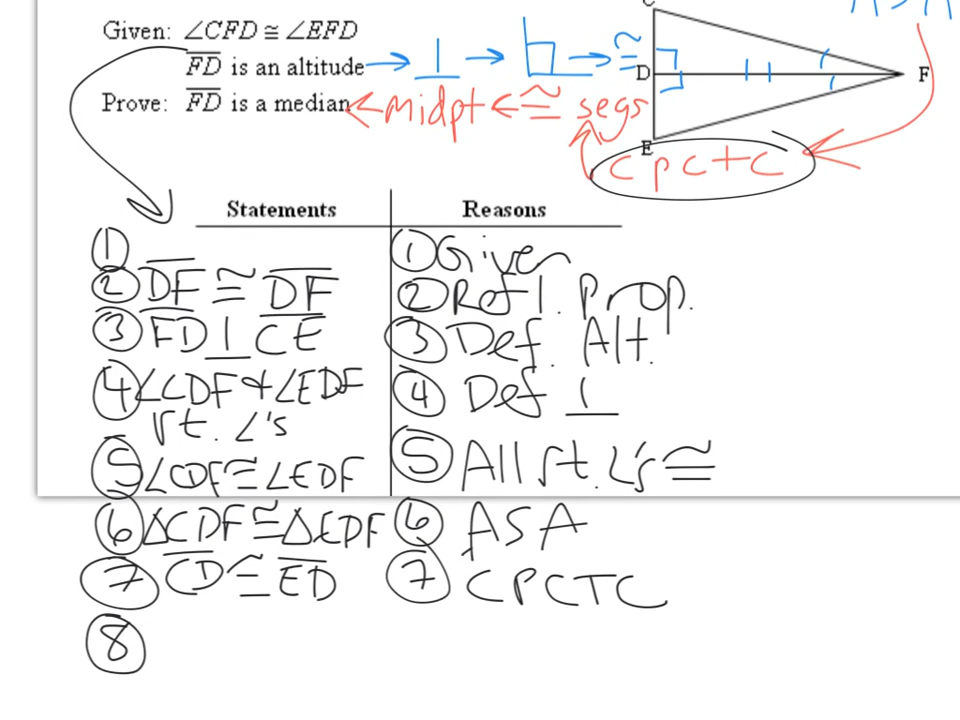 Given: ∠CFD ≅ ∠EFD
FD is an altitude → ⊥ → → ≅
Prove: FD is a median ← midpt ← ≅ segs
CPCTC
C
D
F
E
Statements Reasons
① ① Given
② DF ≅ DF ② Refl. Prop.
③ FD ⊥ CE ③ Def. Alt.
④ ∠CDF + ∠EDF ④ Def ⊥
rt. ∠'s
⑤ ∠CDF ≅ ∠EDF ⑤ All rt. ∠'s ≅
⑥ △CDF ≅ △EDF ⑥ ASA
⑦ CD ≅ ED ⑦ CPCTC
⑧